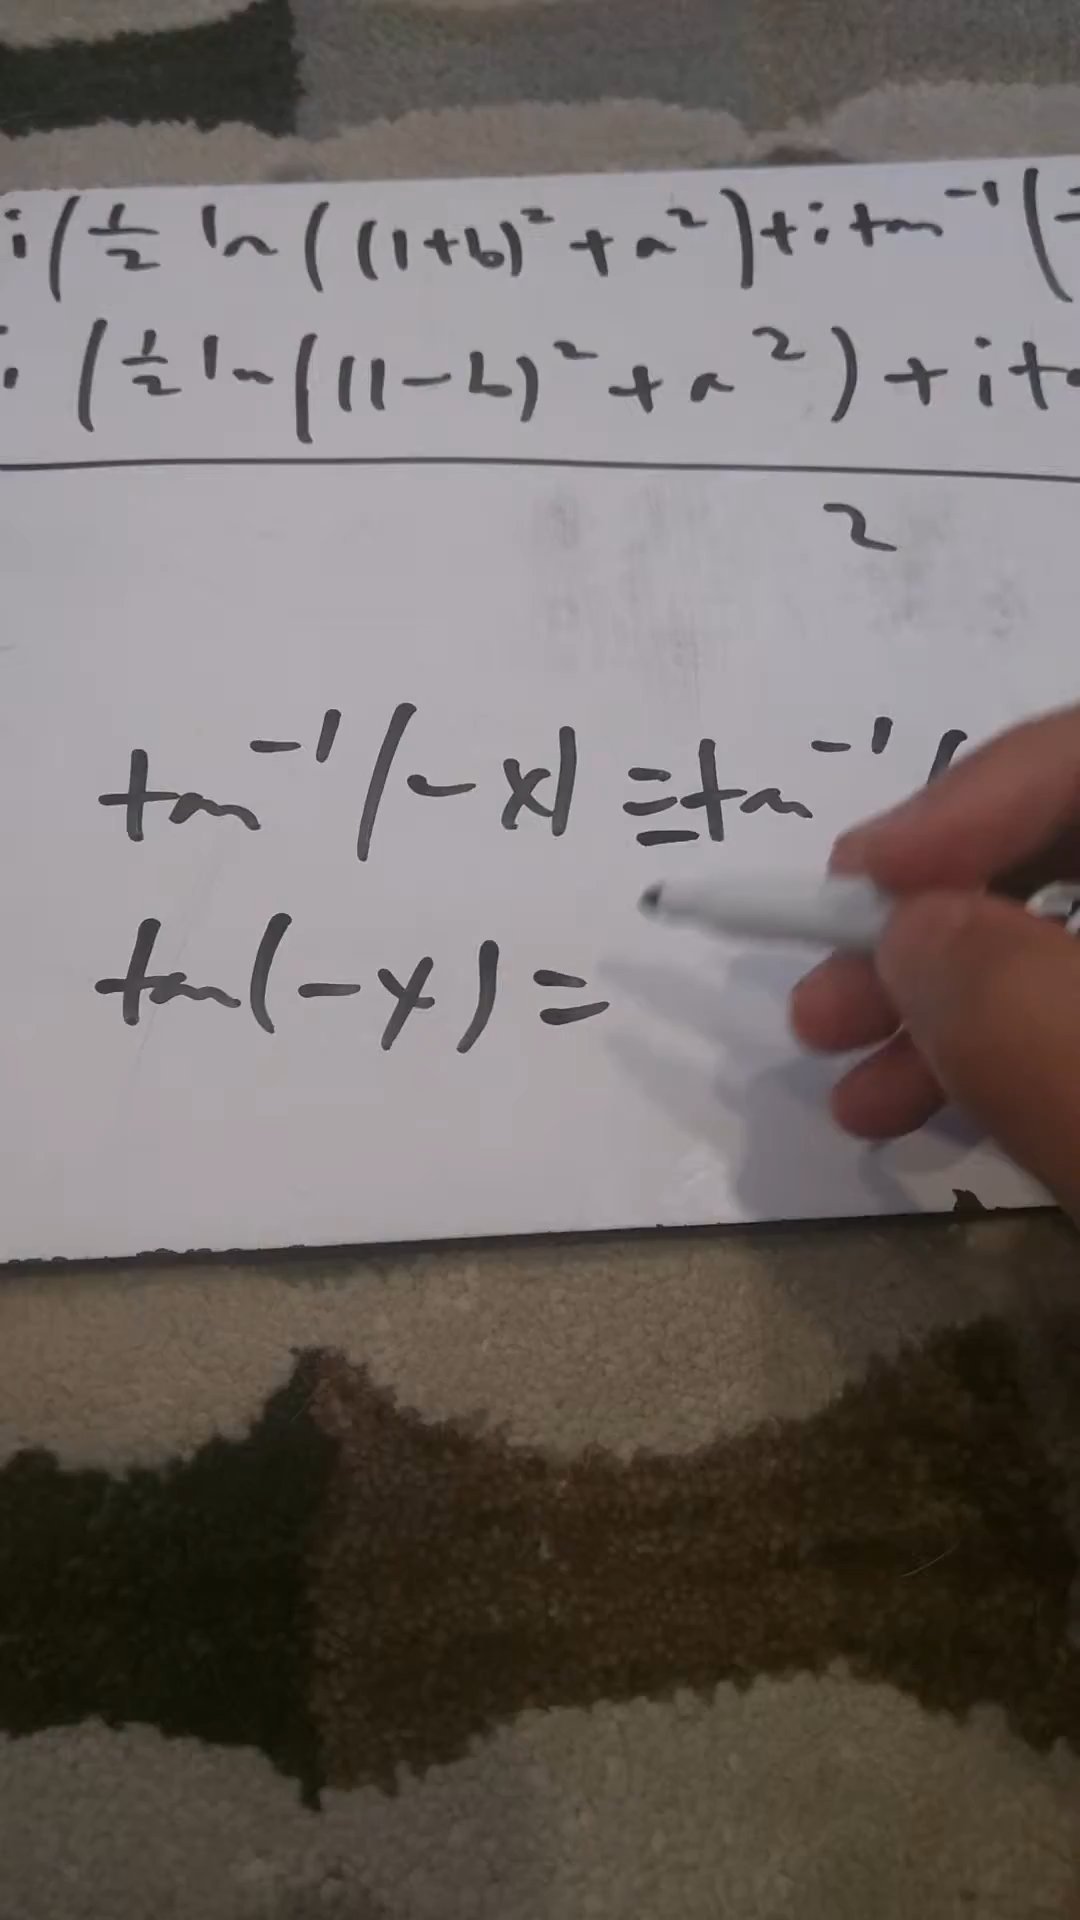 i(1/2 ln((1+b)²+a²)+i tan⁻¹(
i(1/2 ln((1-b)²+a²)+i ta
2
tan⁻¹(-x)=tan⁻¹(
tan(-x)=